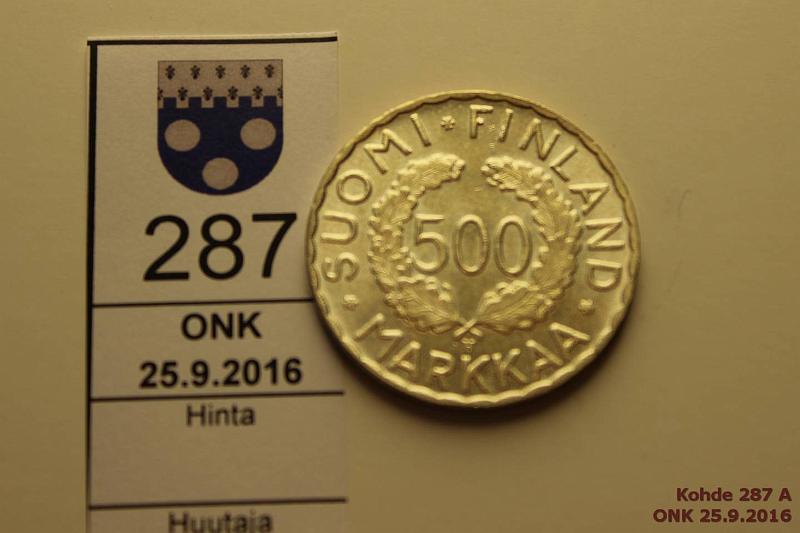 287
ONK
25.9.2016
Hinta
Huutaja
SUOMI * FINLAND
500
* MARKKAA *
Kohde 287 A
ONK 25.9.2016